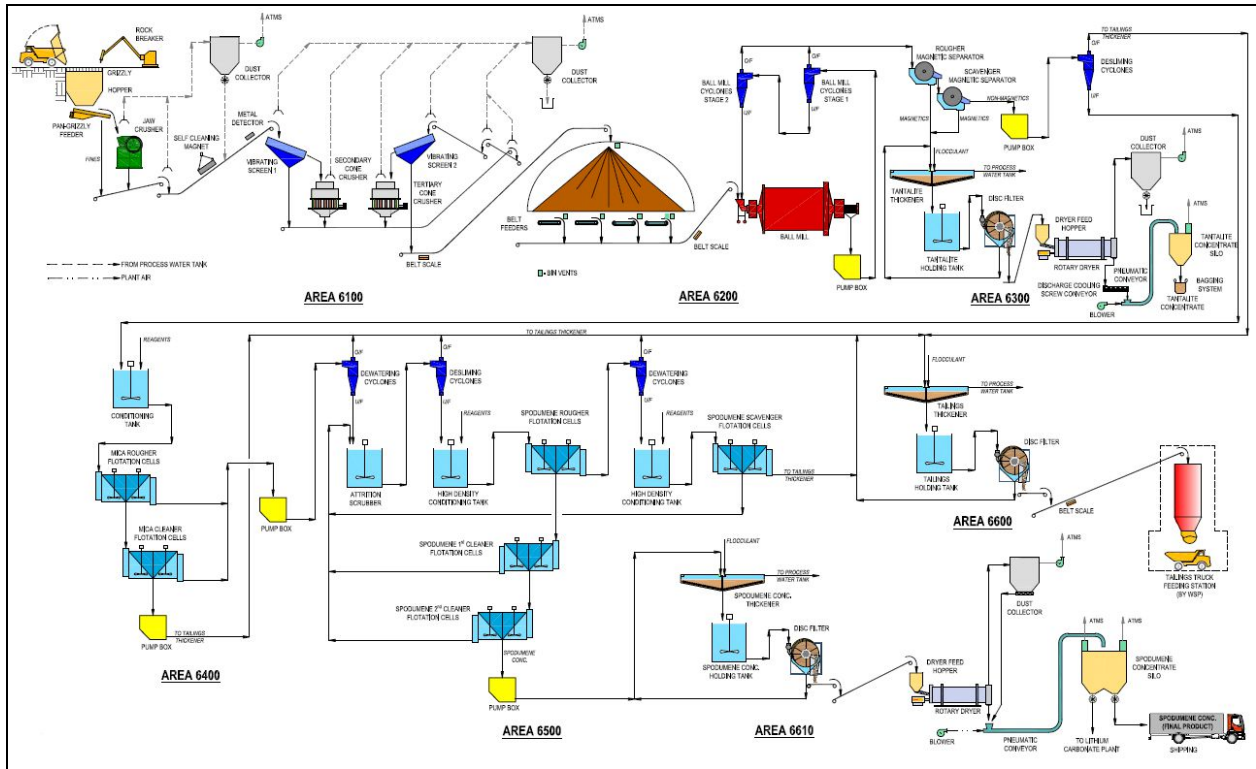 ATMS
ROCK
BREAKER
GRIZZLY
HOPPER
PAN-GRIZZLY
FEEDER
JAW
CRUSHER
FINES
SELF CLEANING
MAGNET
DUST
COLLECTOR
METAL
DETECTOR
VIBRATING
SCREEN 1
SECONDARY
CONE
CRUSHER
VIBRATING
SCREEN 2
TERTIARY
CONE
CRUSHER
BELT SCALE
ATMS
DUST
COLLECTOR
FROM PROCESS WATER TANK
PLANT AIR
AREA 6100
BELT
FEEDERS
=BIN VENTS
BELT SCALE
O/F
BALL MILL
CYCLONES
STAGE 2
U/F
O/F
BALL MILL
CYCLONES
STAGE 1
U/F
BALL MILL
PUMP BOX
AREA 6200
ROUGHER
MAGNETIC SEPARATOR
SCAVENGER
MAGNETIC SEPARATOR
NON-MAGNETICS
MAGNETICS
MAGNETICS
PUMP BOX
TO TAILINGS
THICKENER
O/F
DESLIMING
CYCLONES
U/F
FLOCCULANT
TO PROCESS
WATER TANK
TANTALITE
THICKENER
DISC FILTER
TANTALITE
HOLDING TANK
DRYER FEED
HOPPER
ROTARY DRYER
DUST
COLLECTOR
ATMS
PNEUMATIC
CONVEYOR
DISCHARGE COOLING
SCREW CONVEYOR
BLOWER
ATMS
TANTALITE
CONCENTRATE
SILO
BAGGING
SYSTEM
TANTALITE
CONCENTRATE
AREA 6300
REAGENTS
CONDITIONING
TANK
MICA ROUGHER
FLOTATION CELLS
MICA CLEANER
FLOTATION CELLS
PUMP BOX
TO TAILINGS
THICKENER
PUMP BOX
AREA 6400
TO TAILINGS THICKENER
O/F
DEWATERING
CYCLONES
U/F
ATTRITION
SCRUBBER
O/F
DESLIMING
CYCLONES
U/F
REAGENTS
HIGH DENSITY
CONDITIONING TANK
SPODUMENE ROUGHER
FLOTATION CELLS
O/F
DEWATERING
CYCLONES
U/F
REAGENTS
HIGH DENSITY
CONDITIONING TANK
SPODUMENE SCAVENGER
FLOTATION CELLS
TO TAILINGS
THICKENER
SPODUMENE 1ST CLEANER
FLOTATION CELLS
SPODUMENE 2ND CLEANER
FLOTATION CELLS
SPODUMENE
CONC.
PUMP BOX
AREA 6500
FLOCCULANT
TO PROCESS
WATER TANK
TAILINGS
THICKENER
DISC FILTER
TAILINGS
HOLDING TANK
AREA 6600
BELT SCALE
TAILINGS TRUCK
FEEDING STATION
(BY WSP)
FLOCCULANT
TO PROCESS
WATER TANK
SPODUMENE CONC.
THICKENER
DISC FILTER
SPODUMENE CONC.
HOLDING TANK
AREA 6610
DRYER FEED
HOPPER
ROTARY DRYER
ATMS
DUST
COLLECTOR
BLOWER
PNEUMATIC
CONVEYOR
ATMS
ATMS
SPODUMENE
CONCENTRATE
SILO
TO LITHIUM
CARBONATE PLANT
SPODUMENE CONC.
(FINAL PRODUCT)
SHIPPING